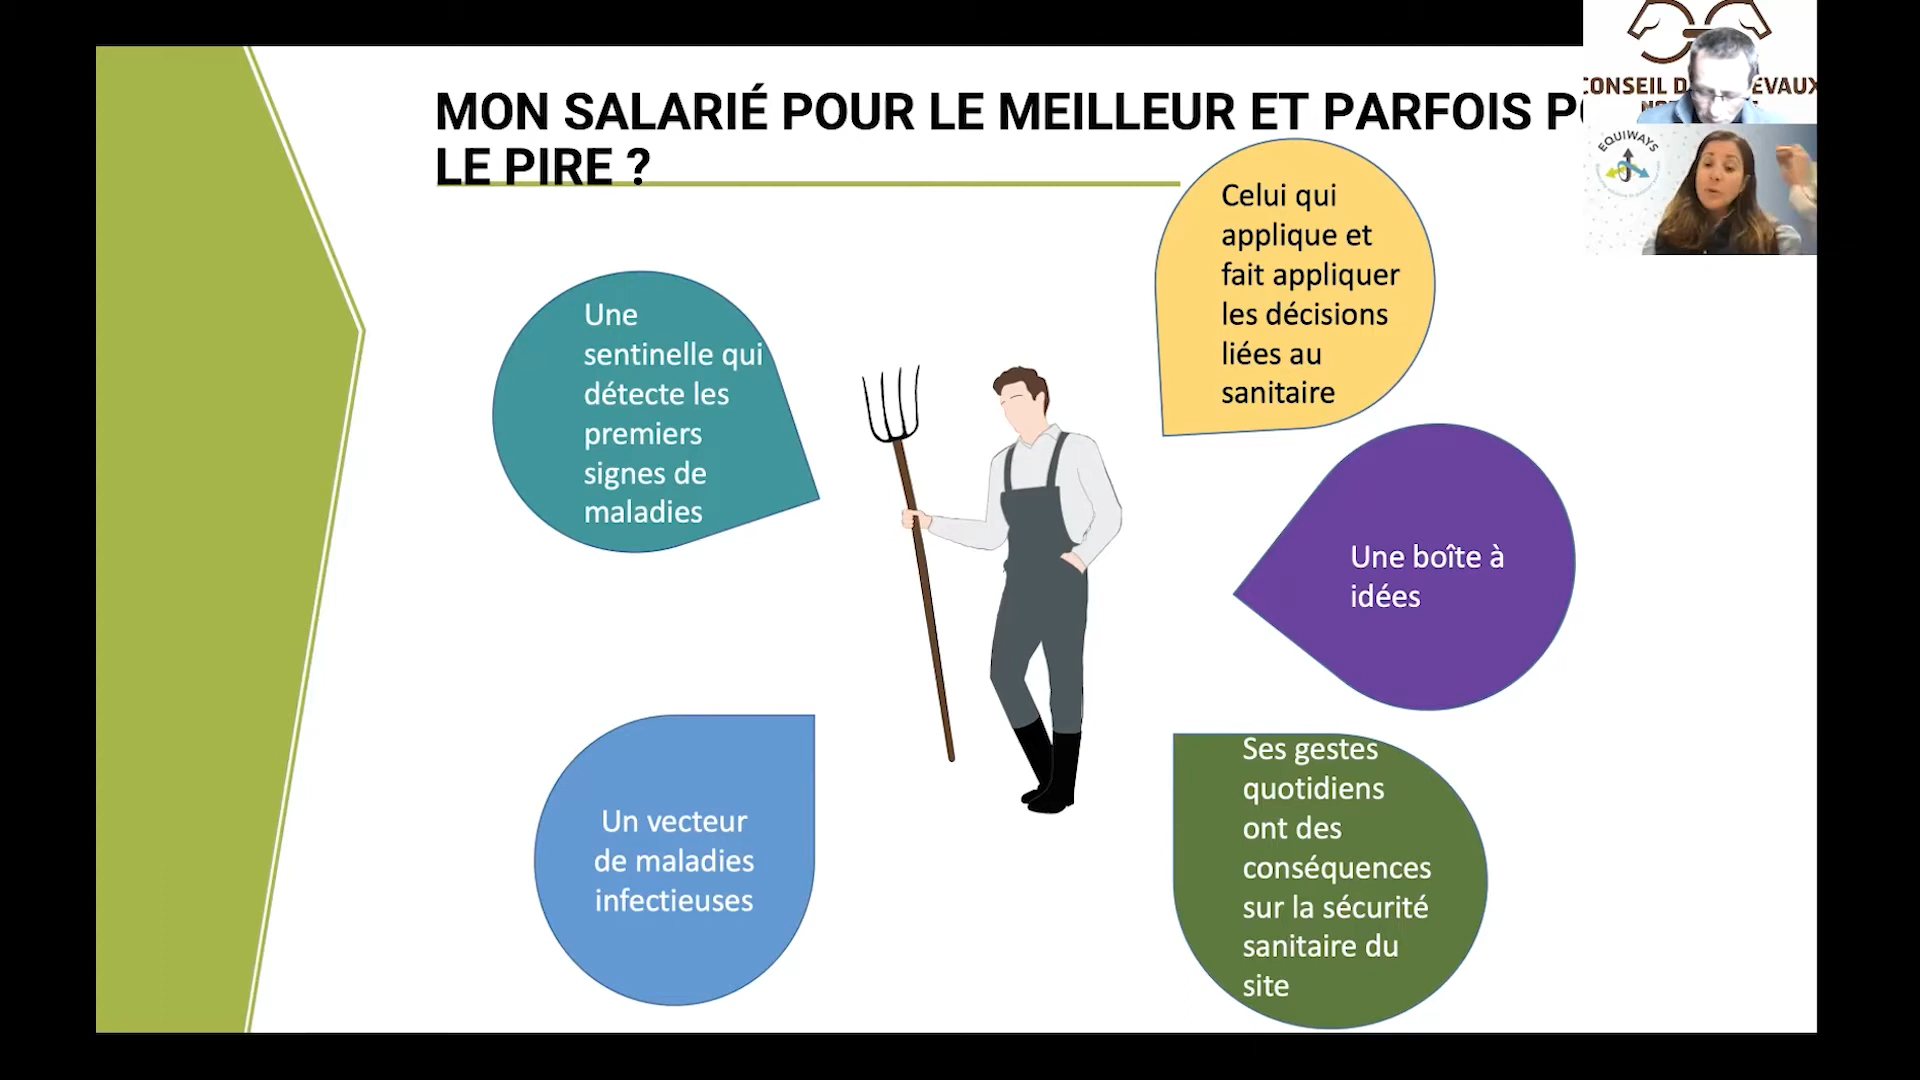 MON SALARIÉ POUR LE MEILLEUR ET PARFOIS
LE PIRE ?
CONSEIL
EQUIWAYS
Celui qui
applique et
fait appliquer
les décisions
liées au
sanitaire
Une
sentinelle qui
détecte les
premiers
signes de
maladies
Une boîte à
idées
Ses gestes
quotidiens
ont des
conséquences
sur la sécurité
sanitaire du
site
Un vecteur
de maladies
infectieuses